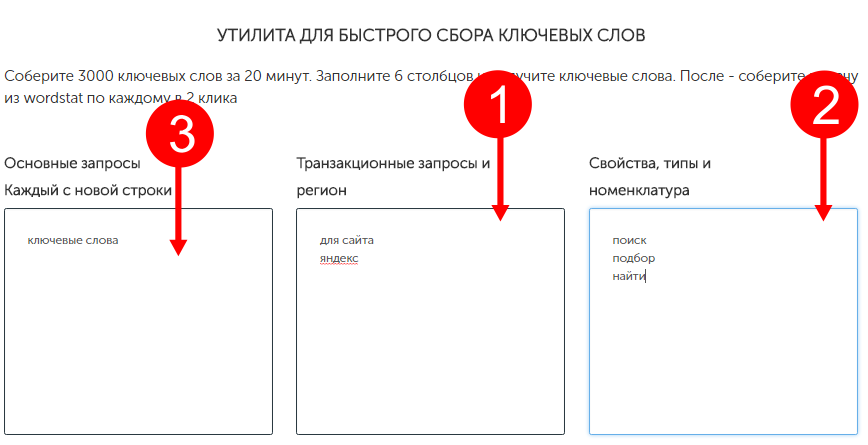 УТИЛИТА ДЛЯ БЫСТРОГО СБОРА КЛЮЧЕВЫХ СЛОВ
Соберите 3000 ключевых слов за 20 минут. Заполните 6 столбцов ключевые слова. После - соберите
из wordstat по каждому в 2 клика
3
1
2
Основные запросы
Каждый с новой строки
Транзакционные запросы и
регион
Свойства, типы и
номенклатура
ключевые слова
для сайта
яндекс
поиск
подбор
найти